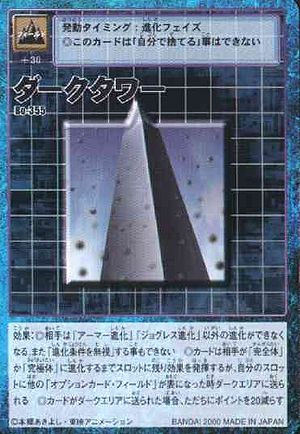 フィールド
発動タイミング：進化フェイズ
◎このカードは「自分で捨てる」事はできない
+30
ダークタワー
Bo-355
効果：◎相手は「アーマー進化」「ジョグレス進化」以外の進化ができなく
なる。また「進化条件を無視」する事もできない ◎カードは相手が「完全体」
か「究極体」に進化するまでスロットに残り効果を発揮するが、自分のスロッ
トに他の「オプションカード・フィールド」が表になった時ダークエリアに送ら
れる ◎カードがダークエリアに送られた場合、ただちにポイントを20減らす
©本郷あきよし・東映アニメーション
BANDAI 2000 MADE IN JAPAN